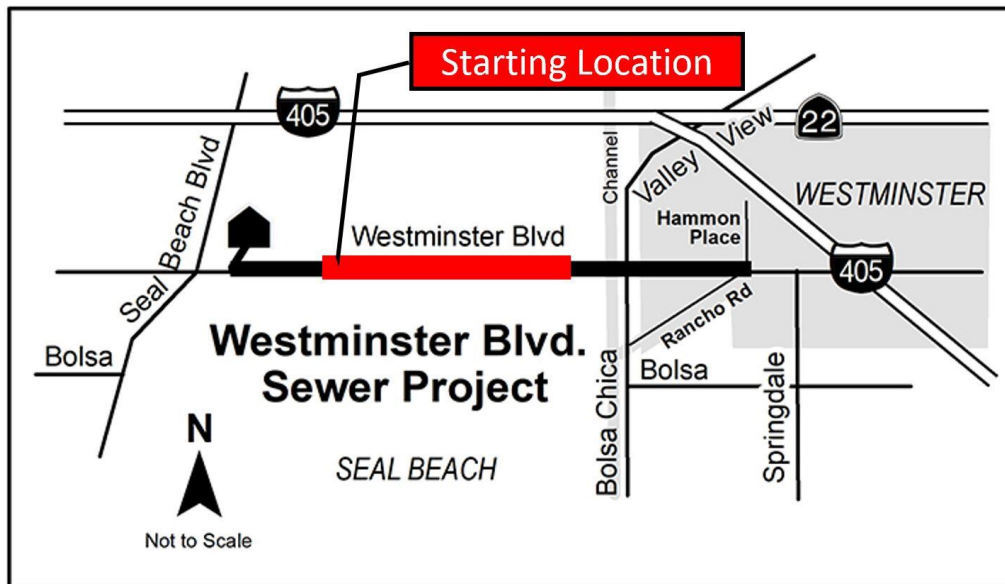 Starting Location
405
22
Channel
Valley View
WESTMINSTER
Seal Beach Blvd
Hammon
Place
Westminster Blvd
405
Rancho Rd
Westminster Blvd.
Sewer Project
Bolsa
Bolsa
Bolsa Chica
Springdale
N
SEAL BEACH
Not to Scale